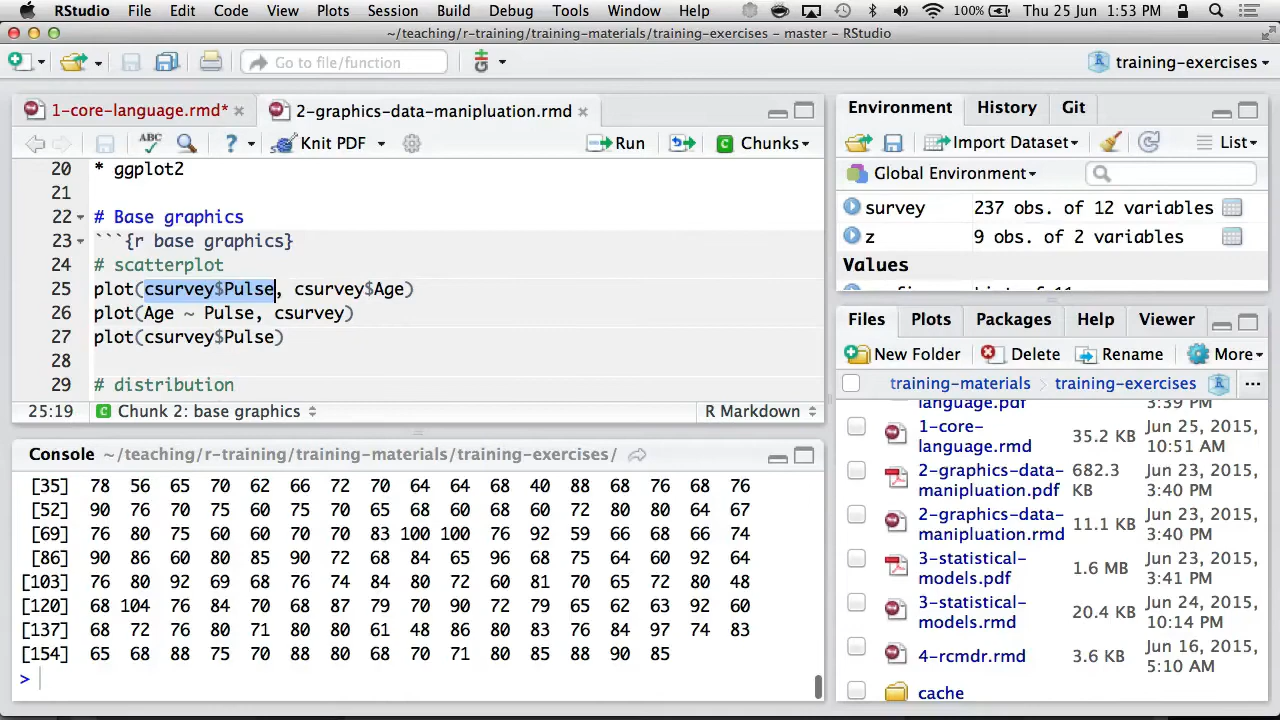 RStudio File Edit Code View Plots Session Build Debug Tools Window Help 100% Thu 25 Jun 1:53 PM
~/teaching/r-training/training-materials/training-exercises - master - RStudio
Go to file/function training-exercises
1-core-language.rmd* 2-graphics-data-manipluation.rmd
ABC ? Knit PDF Run Chunks
20 * ggplot2
21
22 # Base graphics
23 ```{r base graphics}
24 # scatterplot
25 plot(csurvey$Pulse, csurvey$Age)
26 plot(Age ~ Pulse, csurvey)
27 plot(csurvey$Pulse)
28
29 # distribution
25:19 C Chunk 2: base graphics R Markdown
Console ~/teaching/r-training/training-materials/training-exercises/
[35] 78 56 65 70 62 66 72 70 64 64 68 40 88 68 76 68 76
[52] 90 76 70 75 60 75 70 65 68 60 68 60 72 80 80 64 67
[69] 76 80 75 60 60 70 70 83 100 100 76 92 59 66 68 66 74
[86] 90 86 60 80 85 90 72 68 84 65 96 68 75 64 60 92 64
[103] 76 80 92 69 68 76 74 84 80 72 60 81 70 65 72 80 48
[120] 68 104 76 84 70 68 87 79 70 90 72 79 65 62 63 92 60
[137] 68 72 76 80 71 80 80 61 48 86 80 83 76 84 97 74 83
[154] 65 68 88 75 70 88 80 68 70 71 80 85 88 90 85
>
Environment History Git
Import Dataset List
Global Environment
survey 237 obs. of 12 variables
z 9 obs. of 2 variables
Values
Files Plots Packages Help Viewer
New Folder Delete Rename More
training-materials training-exercises ...
language.pdf 3:39 PM
1-core-
language.rmd 35.2 KB Jun 25, 2015,
10:51 AM
2-graphics-data-
manipluation.pdf 682.3
KB Jun 23, 2015,
3:40 PM
2-graphics-data-
manipluation.rmd 11.1 KB Jun 23, 2015,
3:40 PM
3-statistical-
models.pdf 1.6 MB Jun 23, 2015,
3:41 PM
3-statistical-
models.rmd 20.4 KB Jun 24, 2015,
10:14 PM
4-rcmdr.rmd 3.6 KB Jun 16, 2015,
5:10 AM
cache